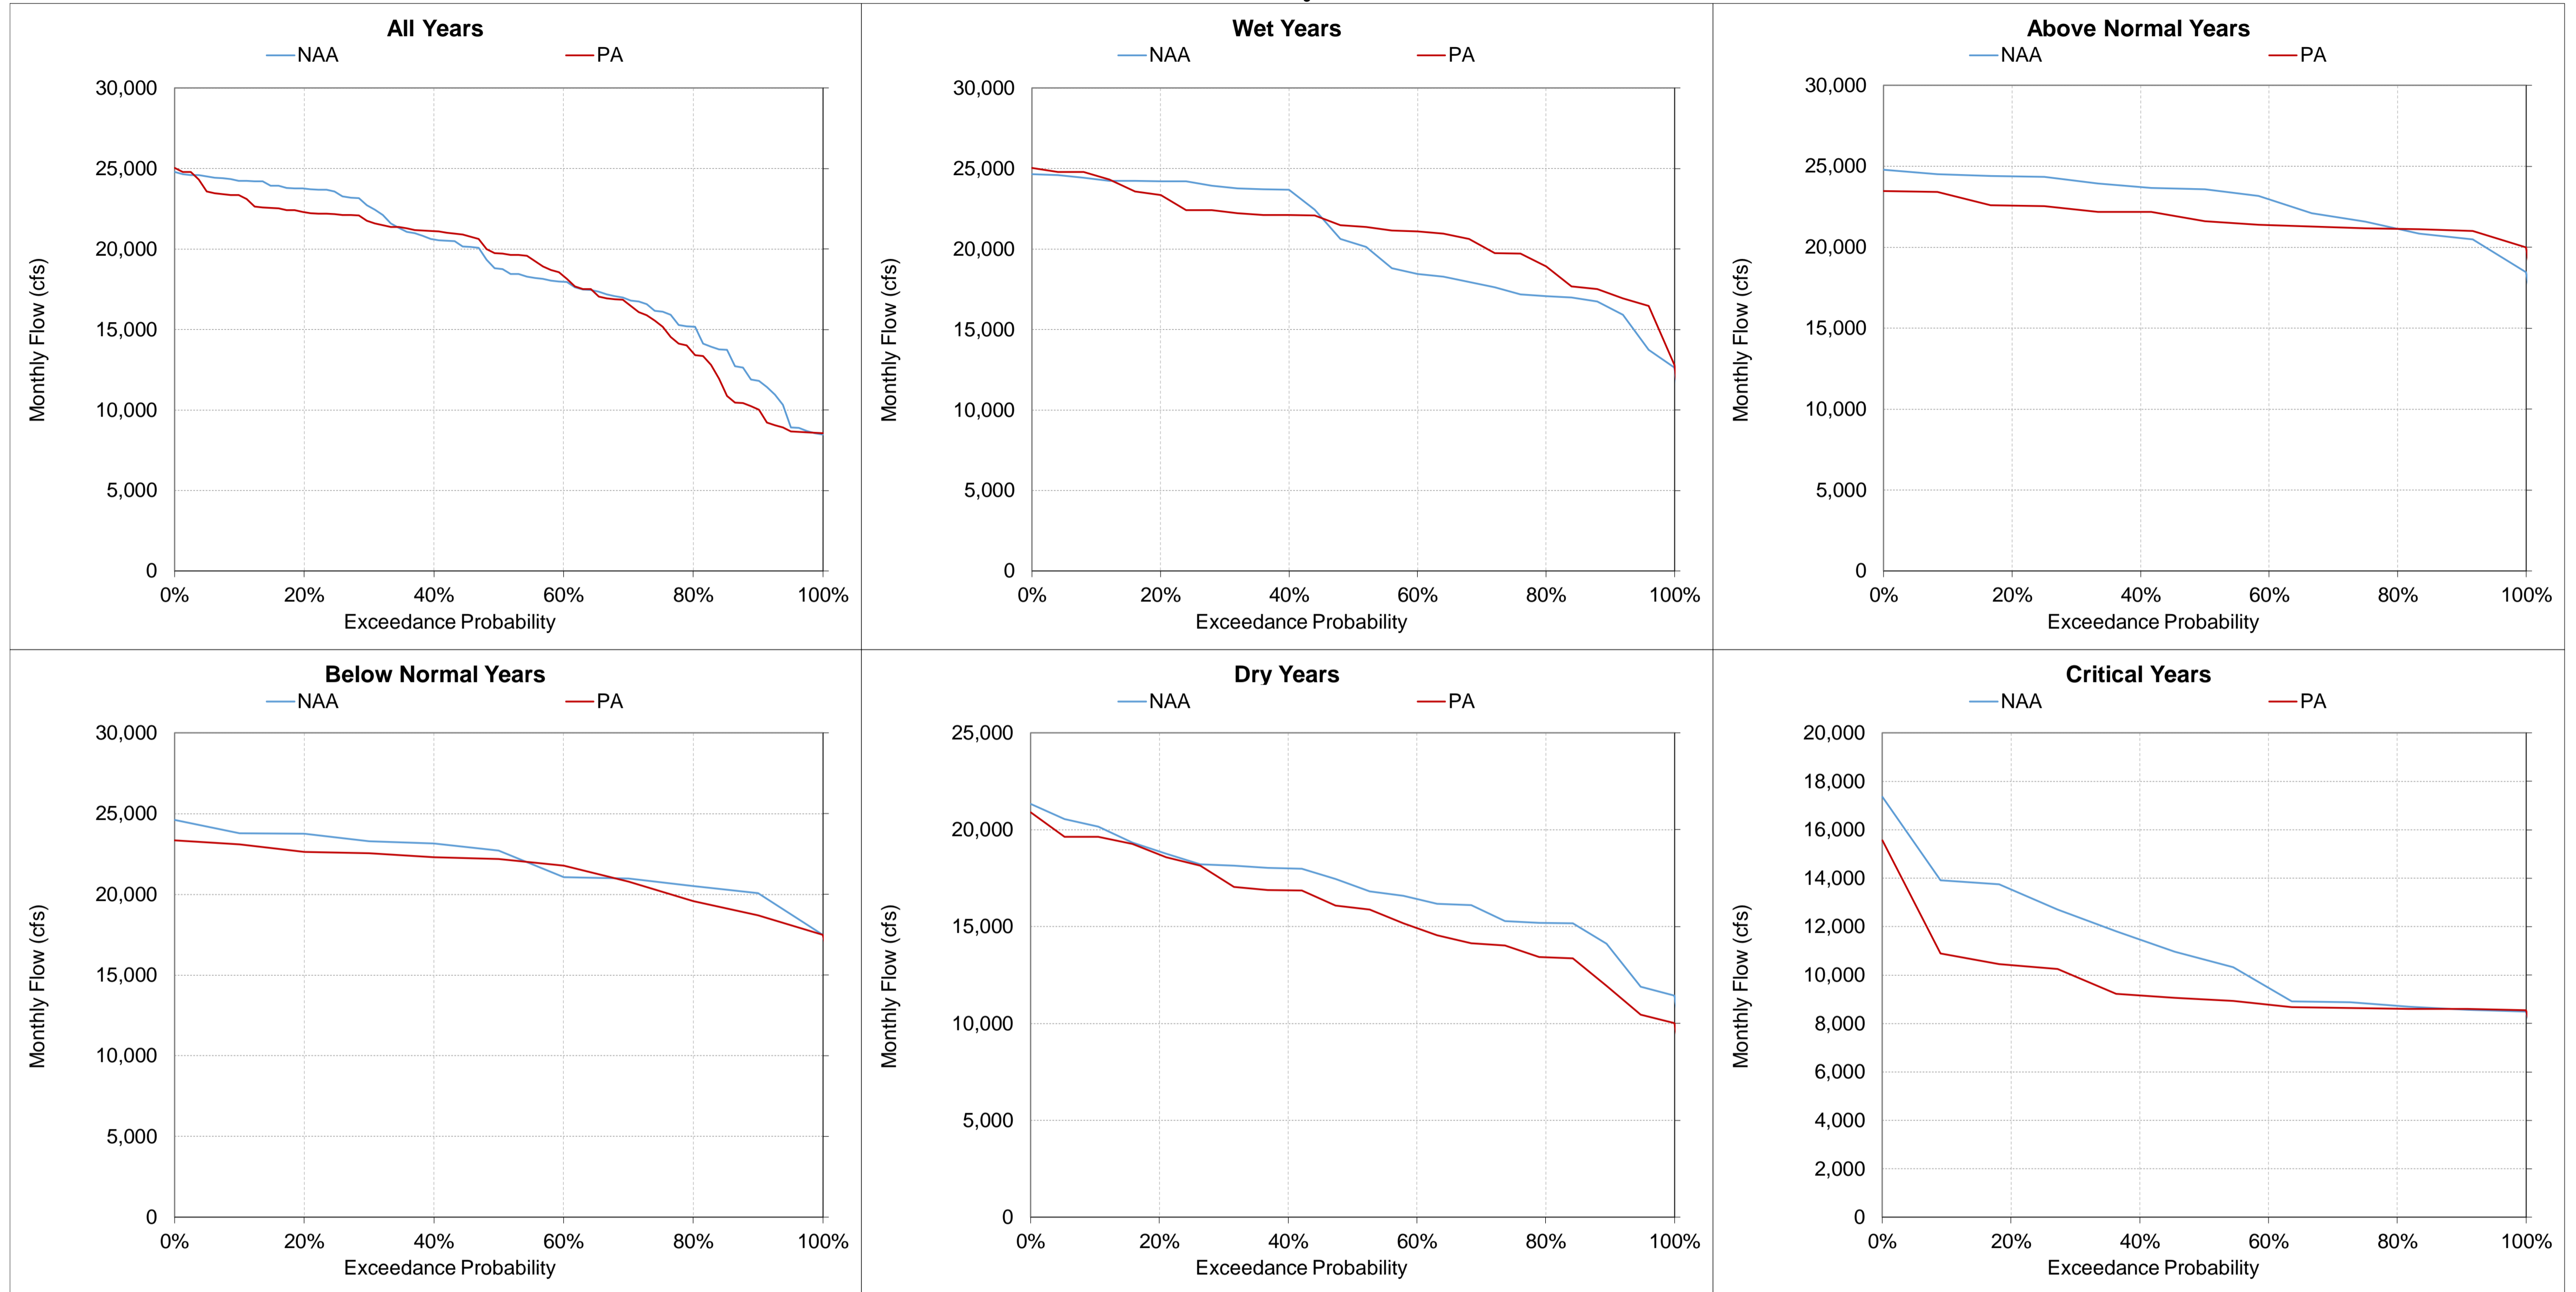 All Years
NAA PA
30,000
25,000
20,000
15,000
10,000
5,000
0
0% 20% 40% 60% 80% 100%
Monthly Flow (cfs)
Exceedance Probability
Wet Years
NAA PA
30,000
25,000
20,000
15,000
10,000
5,000
0
0% 20% 40% 60% 80% 100%
Monthly Flow (cfs)
Exceedance Probability
Above Normal Years
NAA PA
30,000
25,000
20,000
15,000
10,000
5,000
0
0% 20% 40% 60% 80% 100%
Monthly Flow (cfs)
Exceedance Probability
Below Normal Years
NAA PA
30,000
25,000
20,000
15,000
10,000
5,000
0
0% 20% 40% 60% 80% 100%
Monthly Flow (cfs)
Exceedance Probability
Dry Years
NAA PA
25,000
20,000
15,000
10,000
5,000
0
0% 20% 40% 60% 80% 100%
Monthly Flow (cfs)
Exceedance Probability
Critical Years
NAA PA
20,000
18,000
16,000
14,000
12,000
10,000
8,000
6,000
4,000
2,000
0
0% 20% 40% 60% 80% 100%
Monthly Flow (cfs)
Exceedance Probability